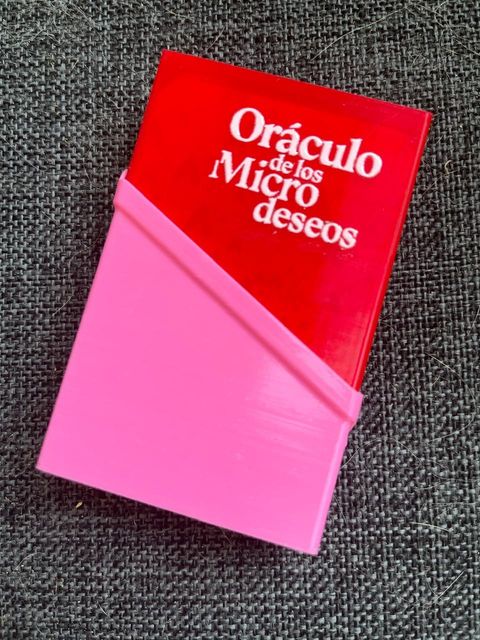 Oráculo
de los
Micro
deseos